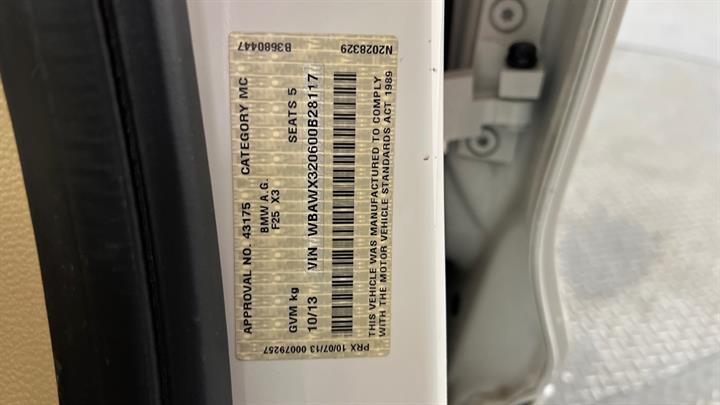 B3680447 N2028329
APPROVAL NO. 43175 CATEGORY MC
BMW A.G.
F25 X3
GVM kg SEATS 5
10/13 VIN WBAWX320600B28117
THIS VEHICLE WAS MANUFACTURED TO COMPLY
WITH THE MOTOR VEHICLE STANDARDS ACT 1989
PRX 10/07/13 00079257